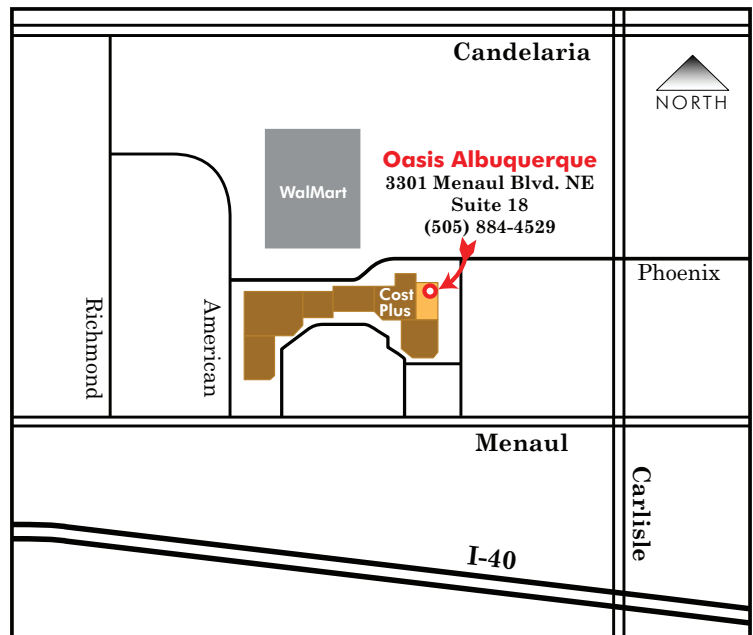 Candelaria
NORTH
Oasis Albuquerque
3301 Menaul Blvd. NE
Suite 18
(505) 884-4529
WalMart
Phoenix
Cost
Plus
Richmond
American
Menaul
Carlisle
I-40